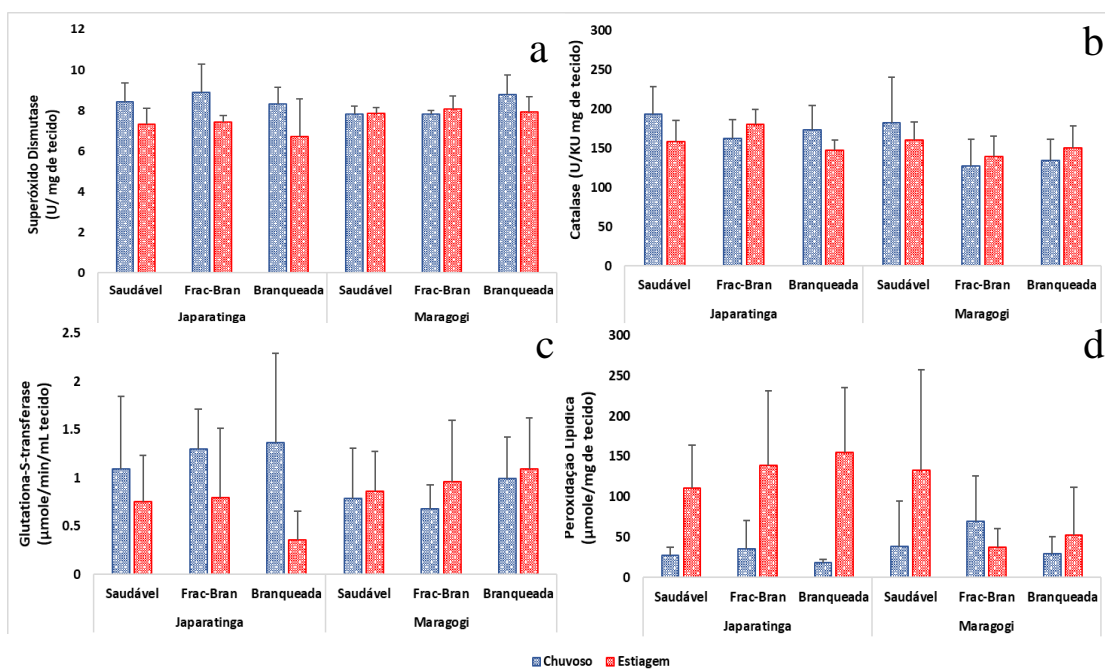 a
Superóxido Dismutase
(U/ mg de tecido)
12
10
8
6
4
2
0
Saudável Frac-Bran Branqueada Saudável Frac-Bran Branqueada
Japaratinga Maragogi
b
Catalase (U/KU mg de tecido)
300
250
200
150
100
50
0
Saudável Frac-Bran Branqueada Saudável Frac-Bran Branqueada
Japaratinga Maragogi
c
Glutationa-S-transferase
(µmole/min/mL tecido)
2.5
2
1.5
1
0.5
0
Saudável Frac-Bran Branqueada Saudável Frac-Bran Branqueada
Japaratinga Maragogi
d
Peroxidação Lipídica
(µmole/mg de tecido)
300
250
200
150
100
50
0
Saudável Frac-Bran Branqueada Saudável Frac-Bran Branqueada
Japaratinga Maragogi
Chuvoso Estiagem